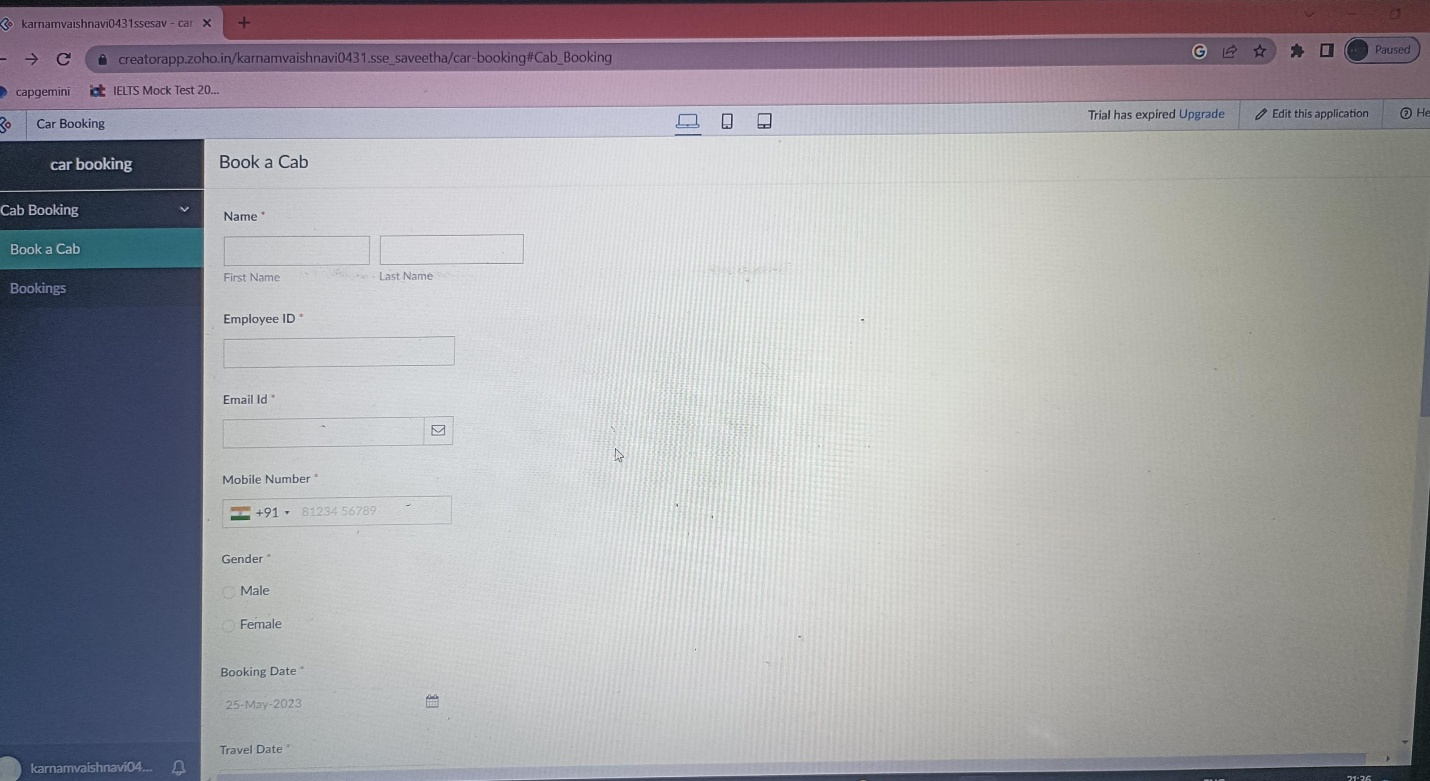 karnamvaishnavi0431ssesav - car
creatorapp.zoho.in/karnamvaishnavi0431.sse_saveetha/car-booking#Cab_Booking
Paused
capgemini
IELTS Mock Test 20...
Car Booking
Trial has expired Upgrade
Edit this application
He
car booking
Cab Booking
Book a Cab
Bookings
karnamvaishnavi04...
Book a Cab
Name *
First Name
Last Name
Employee ID *
Email Id *
Mobile Number *
+91
81234 56789
Gender *
Male
Female
Booking Date *
25-May-2023
Travel Date *
21:36